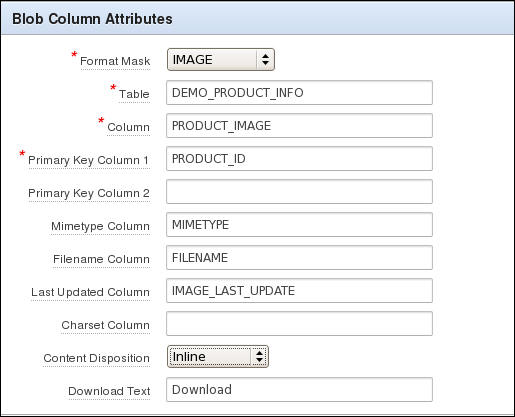 Blob Column Attributes
* Format Mask IMAGE
* Table DEMO_PRODUCT_INFO
* Column PRODUCT_IMAGE
* Primary Key Column 1 PRODUCT_ID
Primary Key Column 2
Mimetype Column MIMETYPE
Filename Column FILENAME
Last Updated Column IMAGE_LAST_UPDATE
Charset Column
Content Disposition Inline
Download Text Download